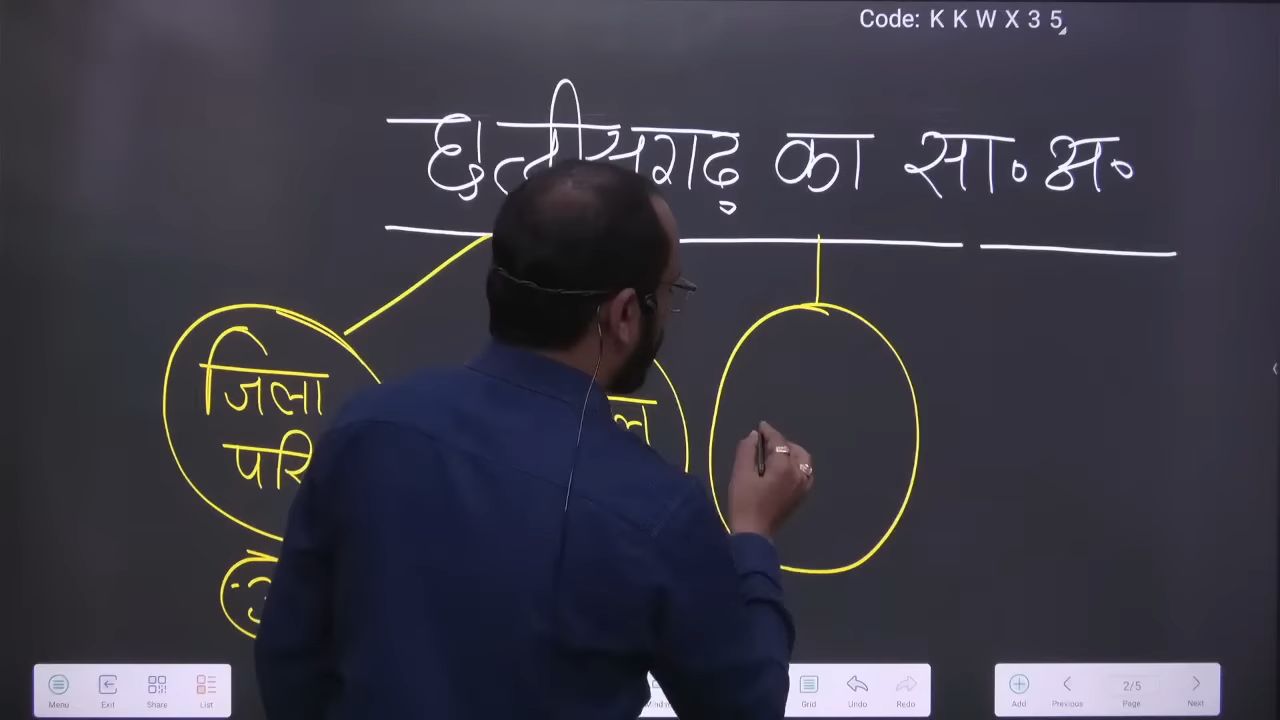 Code: K K W X 3 5
छत्तीसगढ़ का सा॰ अ॰
जिला
परि
Menu Exit Share List Grid Undo Redo Add Previous 2/5 Page Next